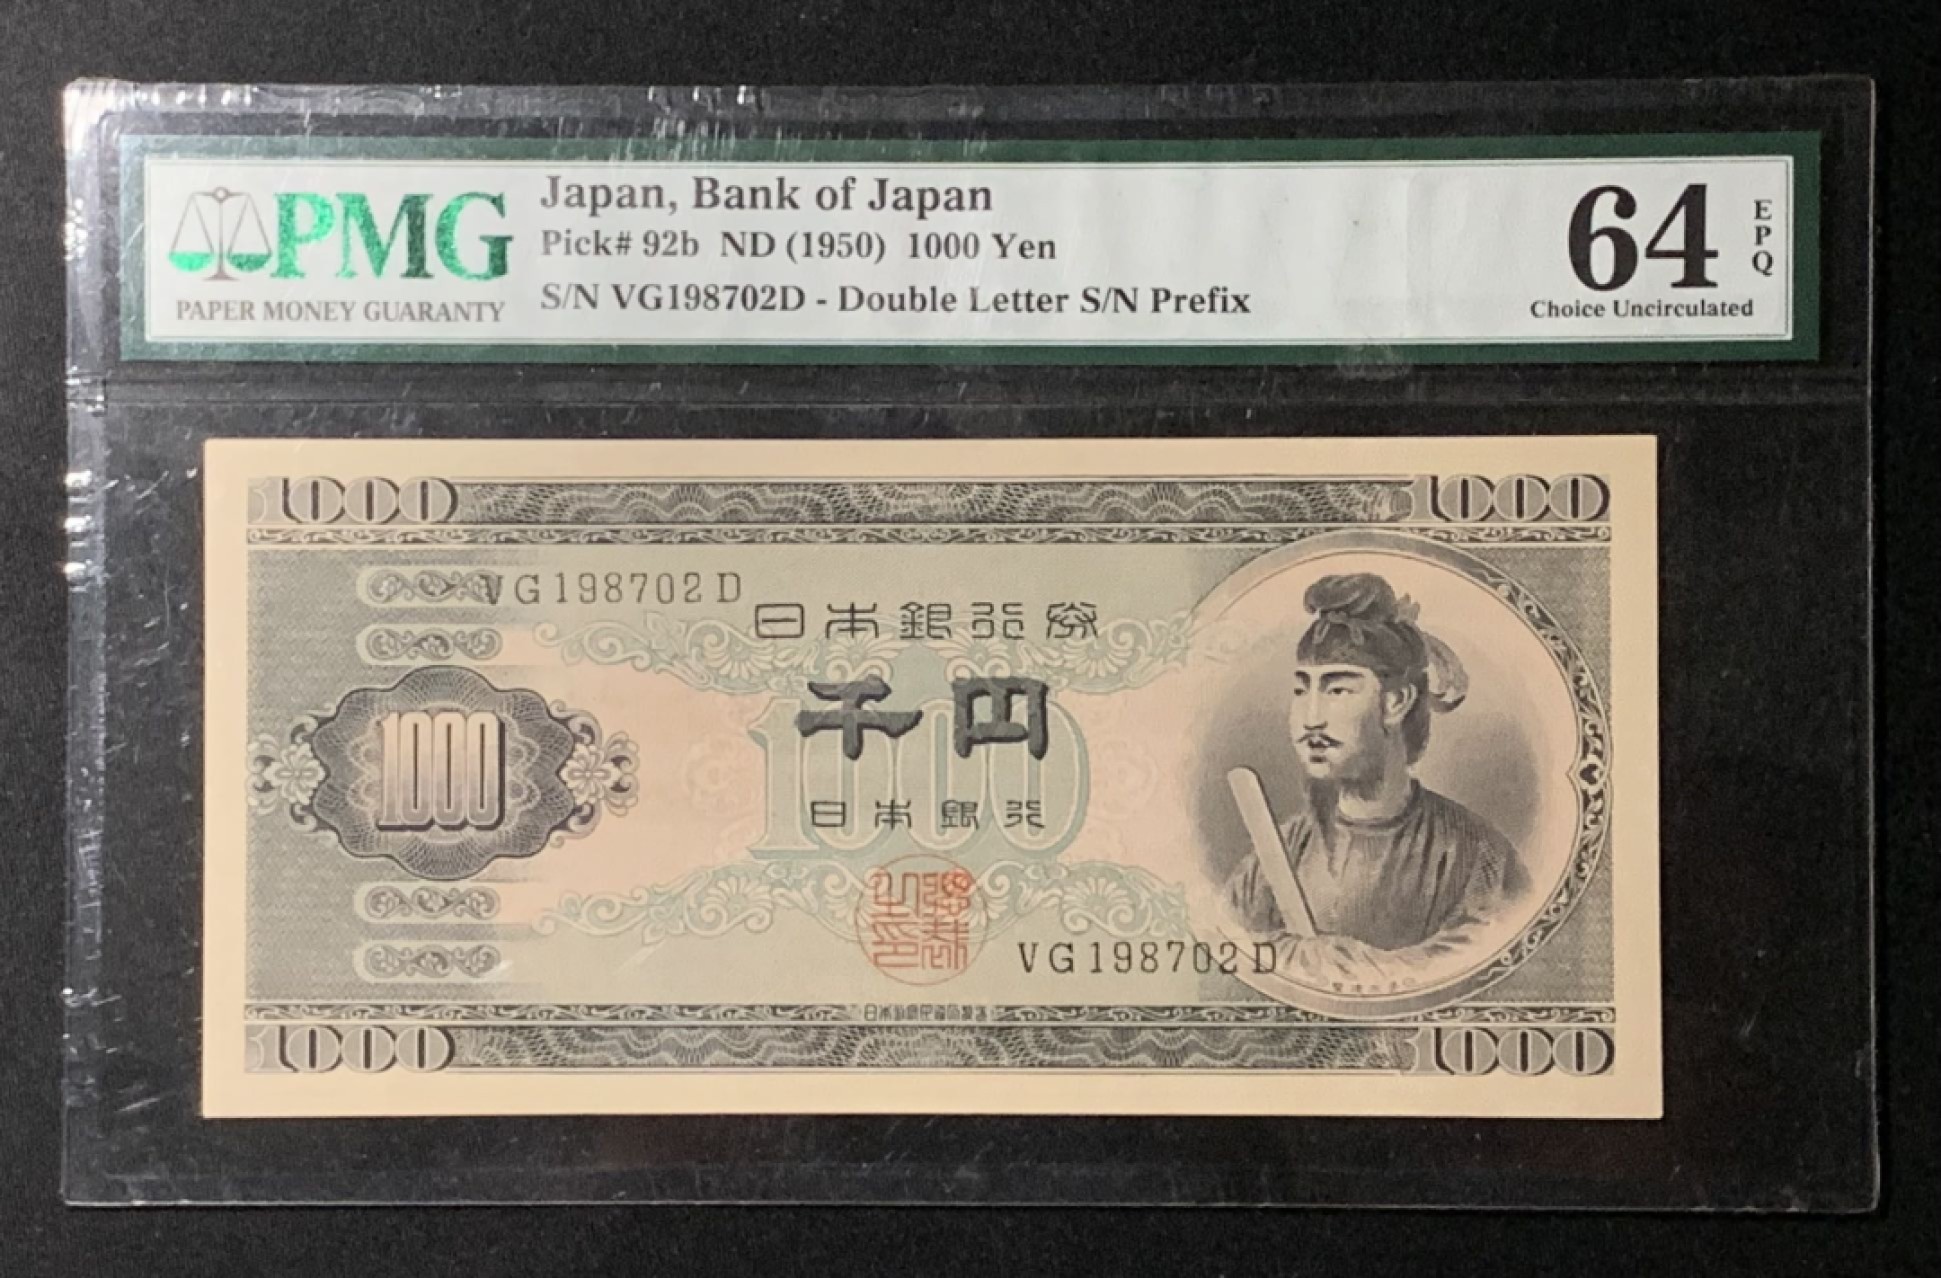 PMG
PAPER MONEY GUARANTY
Japan, Bank of Japan
Pick# 92b ND (1950) 1000 Yen
S/N VG198702D - Double Letter S/N Prefix
64
EPQ
Choice Uncirculated
1000 1000
VG198702D
日本銀行券
千円
1000
1000
日本銀行
VG198702D
1000 1000